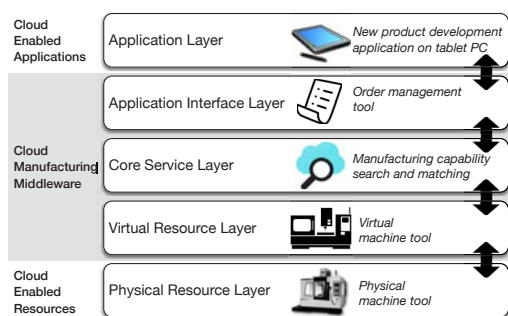 Cloud
Enabled
Applications
Application Layer
New product development
application on tablet PC
Application Interface Layer
Order management
tool
Cloud
Manufacturing
Middleware
Core Service Layer
Manufacturing capability
search and matching
Virtual Resource Layer
Virtual
machine tool
Cloud
Enabled
Resources
Physical Resource Layer
Physical
machine tool